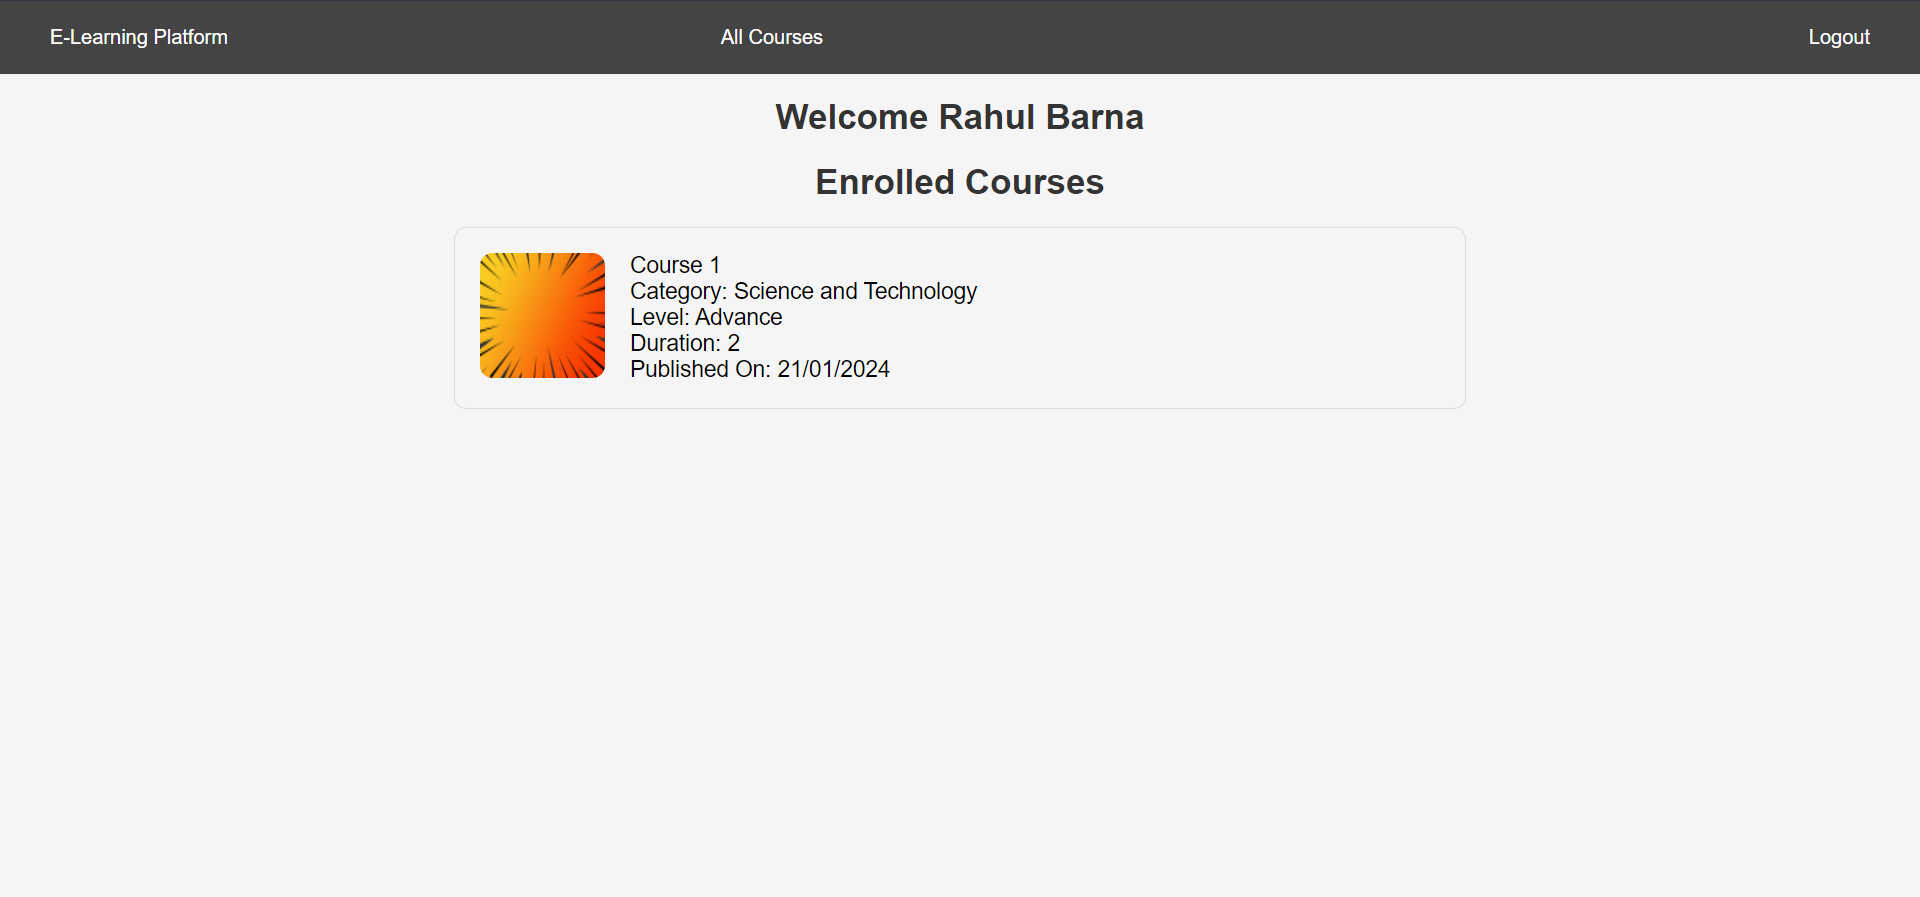 E-Learning Platform
All Courses
Logout
Welcome Rahul Barna
Enrolled Courses
Course 1
Category: Science and Technology
Level: Advance
Duration: 2
Published On: 21/01/2024